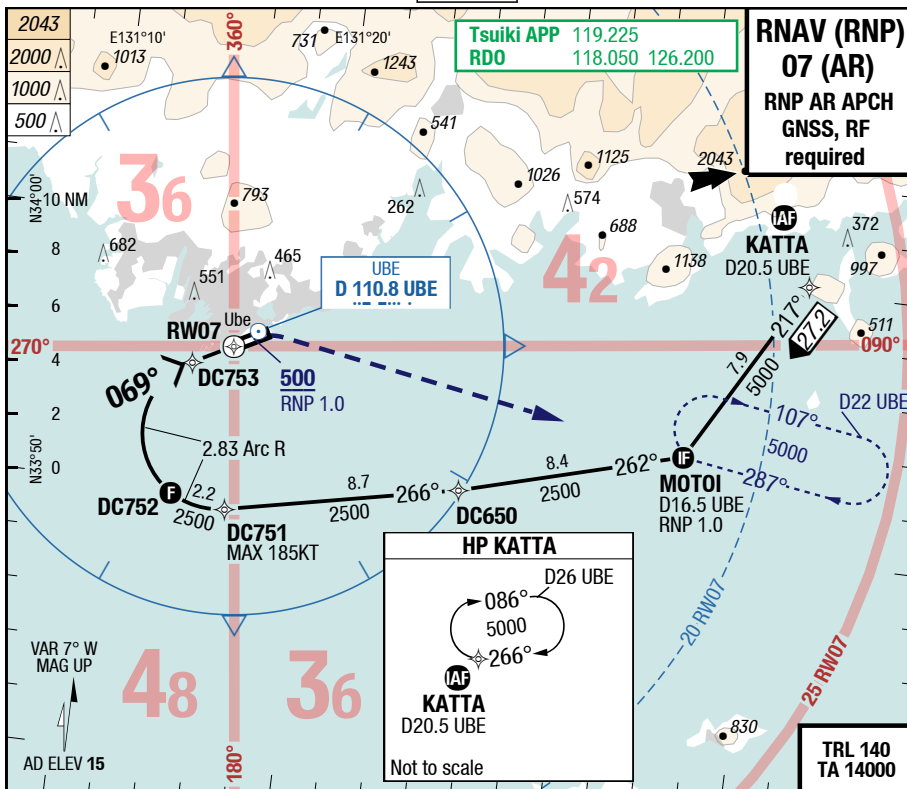 2043
2000
1000
500
E131°10'
E131°20'
1013
731
1243
360°
Tsuiki APP 119.225
RDO 118.050 126.200
RNAV (RNP)
07 (AR)
RNP AR APCH
GNSS, RF
required
541
1125
1026
2043
574
688
262
793
N34°00'
10 NM
36
8
682
465
551
6
UBE
D 110.8 UBE
42
1138
IAF
KATTA
D20.5 UBE
372
997
511
217°
27.2
RW07
Ube
270°
090°
4
DC753
069°
500
RNP 1.0
7.9
5000
D22 UBE
107°
5000
287°
2
2.83 Arc R
N33°50'
0
F
DC752
2.2
2500
DC751
MAX 185KT
8.7
2500
266°
DC650
8.4
2500
262°
IF
MOTOI
D16.5 UBE
RNP 1.0
HP KATTA
D26 UBE
086°
5000
266°
IAF
KATTA
D20.5 UBE
Not to scale
20 RW07
25 RW07
VAR 7° W
MAG UP
AD ELEV 15
48
36
180°
830
TRL 140
TA 14000